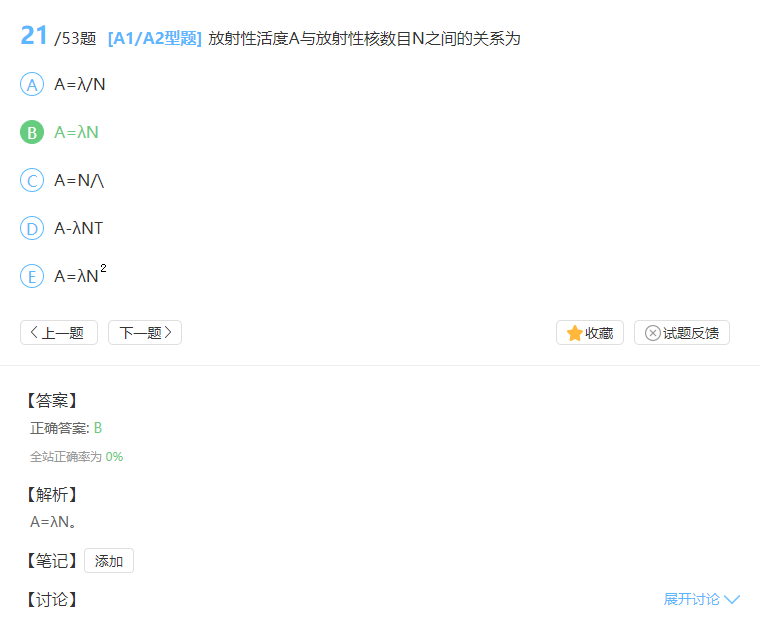 21 /53题 [A1/A2型题] 放射性活度A与放射性核数目N之间的关系为
A A=λ/N
B A=λN
C A=N/\
D A-λNT
E A=λN²
上一题 下一题 收藏 试题反馈
【答案】
正确答案: B
全站正确率为 0%
【解析】
A=λN。
【笔记】 添加
【讨论】 展开讨论